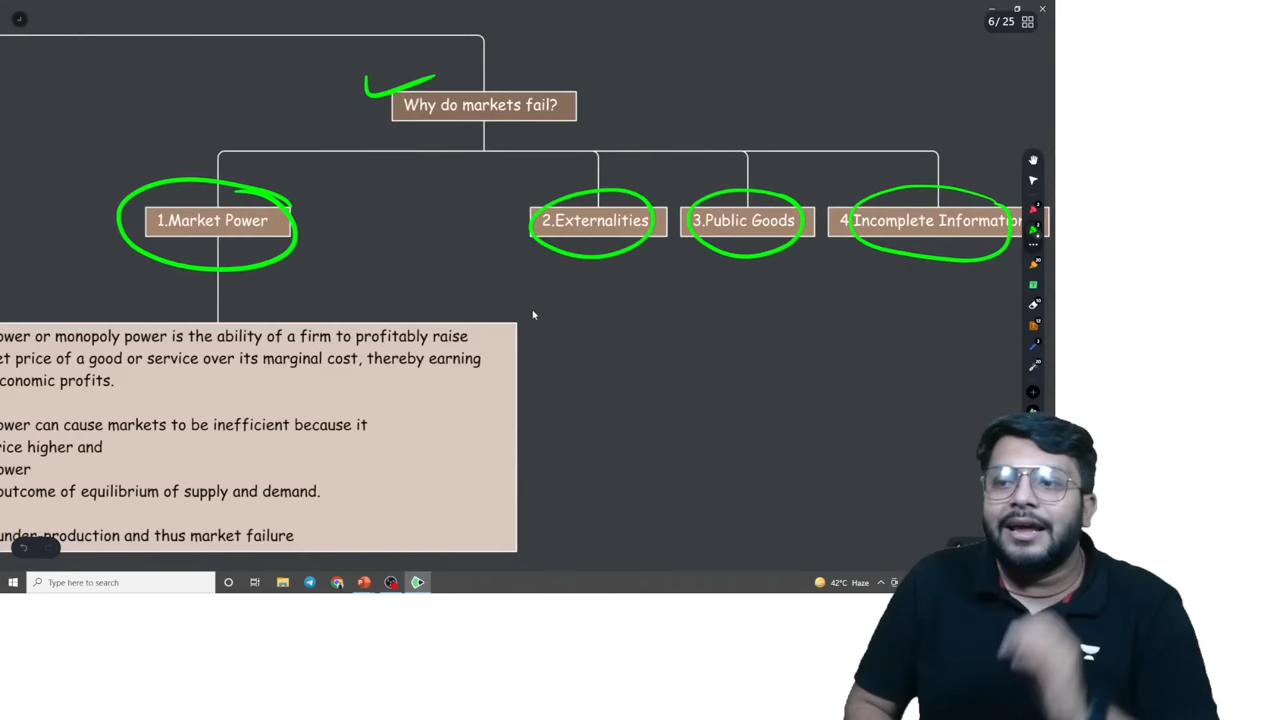 6/25
Why do markets fail?
1.Market Power
2.Externalities
3.Public Goods
4.Incomplete Information
ower or monopoly power is the ability of a firm to profitably raise
et price of a good or service over its marginal cost, thereby earning
conomic profits.
ower can cause markets to be inefficient because it
rice higher and
ower
outcome of equilibrium of supply and demand.
under-production and thus market failure
Type here to search
42°C Haze